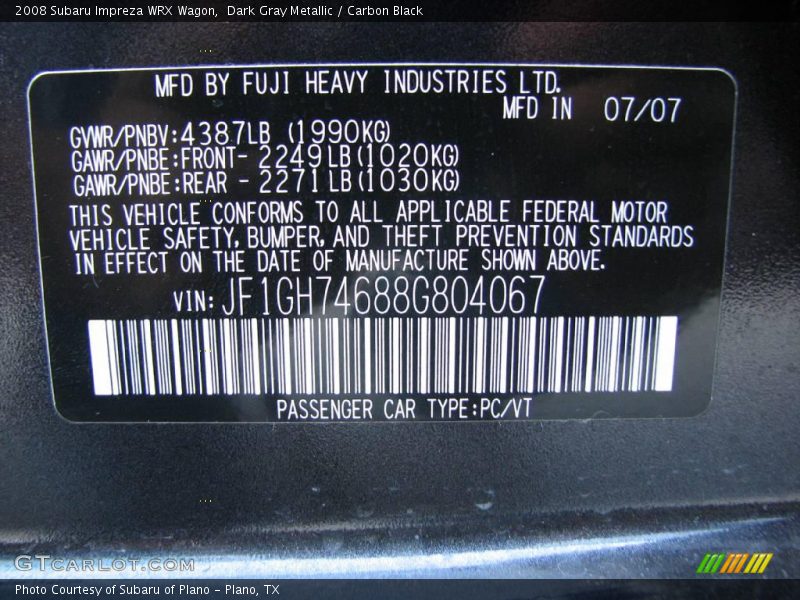 2008 Subaru Impreza WRX Wagon,  Dark Gray Metallic / Carbon Black
MFD BY FUJI HEAVY INDUSTRIES LTD.
MFD IN 07/07
GVWR/PNBV:4387LB (1990KG)
GAWR/PNBE:FRONT- 2249LB(1020KG)
GAWR/PNBE:REAR - 2271LB(1030KG)
THIS VEHICLE CONFORMS TO ALL APPLICABLE FEDERAL MOTOR
VEHICLE SAFETY, BUMPER, AND THEFT PREVENTION STANDARDS
IN EFFECT ON THE DATE OF MANUFACTURE SHOWN ABOVE.
VIN: JF1GH74688G804067
PASSENGER CAR TYPE:PC/VT
GTCARLOT.COM
Photo Courtesy of Subaru of Plano - Plano, TX